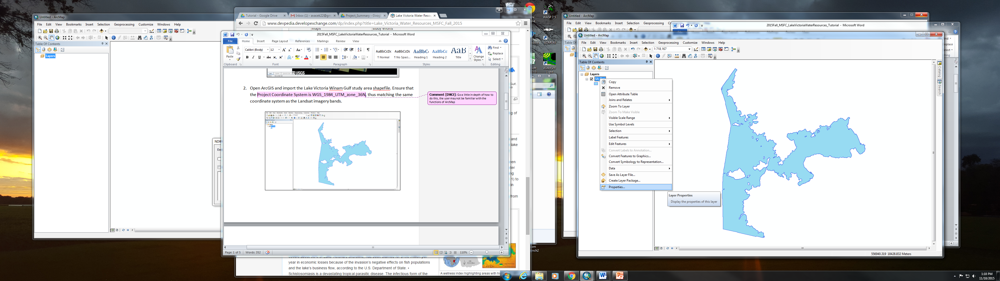 Untitled - ArcMap
File Edit View Bookmarks Insert Selection Geoprocessing Customize Windows Help
Table Of Contents
Layers
NDW
Tutorial - Google Drive
Inbox (1) - avacek22@gm
Project_Summary - Goog
Lake Victoria Water Resou
www.devpedia.developexchange.com/dp/index.php?title=Lake_Victoria_Water_Resources_MSFC_Fall_2015
Maps study efforts
2015Fall_MSFC_LakeVictoriaWaterResources_Tutorial - Microsoft Word
File Home Insert Page Layout References Mailings Review View
Paste
Calibri (Body) 12
AaBbCcDc AaBbCcDc AaBbCc AaBbCc AaB
¶ Normal ¶ No Spaci... Heading 1 Heading 2 Title
Change Styles
Find
Replace
Select
Clipboard Font Paragraph Styles Editing
USGS
2. Open ArcGIS and import the Lake Victoria Winam Gulf study area shapefile. Ensure that
the Project Coordinate System is WGS_1984_UTM_zone_36N, thus matching the same
coordinate system as the Landsat imagery bands.
Comment [DW2]: Go a little in depth of how to
do this, the user may not be familiar with the
functions of ArcMap
Page: 1 of 5 Words: 352 110%
year in economic losses because of the invasion's negative effects on fish populations
and the lake's business flow, according to the U.S. Department of State. •
Schistosomiasis is a devastating tropical parasitic disease. The infectious form of the
A wetness index highlighting areas with hi
WASP 7.5
WDMUtil
WinHSPF
Light
Untitled - ArcMap
File Edit View Bookmarks Insert Selection Geoprocessing
2015Fall_MSFC_LakeVictoriaWaterResources_Tutorial - Microsoft Word
Untitled - ArcMap
File Edit View Bookmarks Insert Selection Geoprocessing Customize Windows Help
1:718,167
Table Of Contents
Layers
Copy
Remove
Open Attribute Table
Joins and Relates
Zoom To Layer
Zoom To Make Visible
Visible Scale Range
Use Symbol Levels
Selection
Label Features
Edit Features
Convert Labels to Annotation...
Convert Features to Graphics...
Convert Symbology to Representation...
Data
Save As Layer File...
Create Layer Package...
Properties...
Layer Properties
Display the properties of this layer
Catalog
Search
556940.319 18428.832 Meters
1:18 PM
11/18/2015